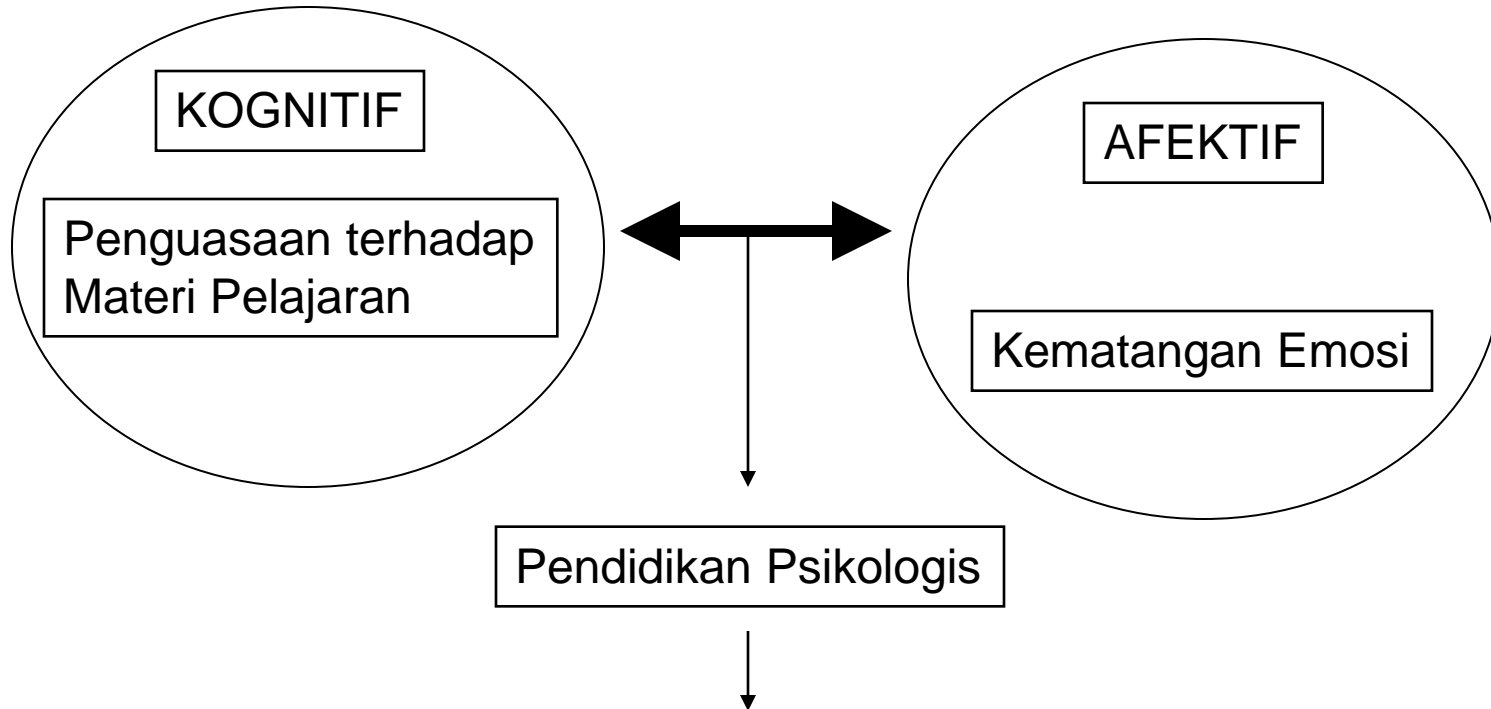 KOGNITIF
Penguasaan terhadap
Materi Pelajaran
AFEKTIF
Kematangan Emosi
Pendidikan Psikologis